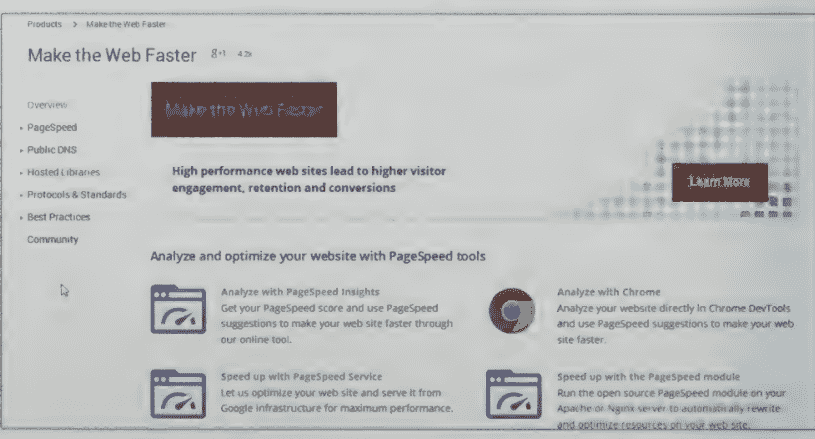 Products > Make the Web Faster
Make the Web Faster
g+1 4.2k
Overview
PageSpeed
Public DNS
Hosted Libraries
Protocols & Standards
Best Practices
Community
Make the Web Faster
High performance web sites lead to higher visitor
engagement, retention and conversions
Learn More
Analyze and optimize your website with PageSpeed tools
Analyze with PageSpeed Insights
Get your PageSpeed score and use PageSpeed
suggestions to make your web site faster through
our online tool.
Analyze with Chrome
Analyze your website directly in Chrome DevTools
and use PageSpeed suggestions to make your web
site faster.
Speed up with PageSpeed Service
Let us optimize your web site and serve it from
Google infrastructure for maximum performance.
Speed up with the PageSpeed module
Run the open source PageSpeed module on your
Apache or Nginx server to automatically rewrite
and optimize resources on your web site.